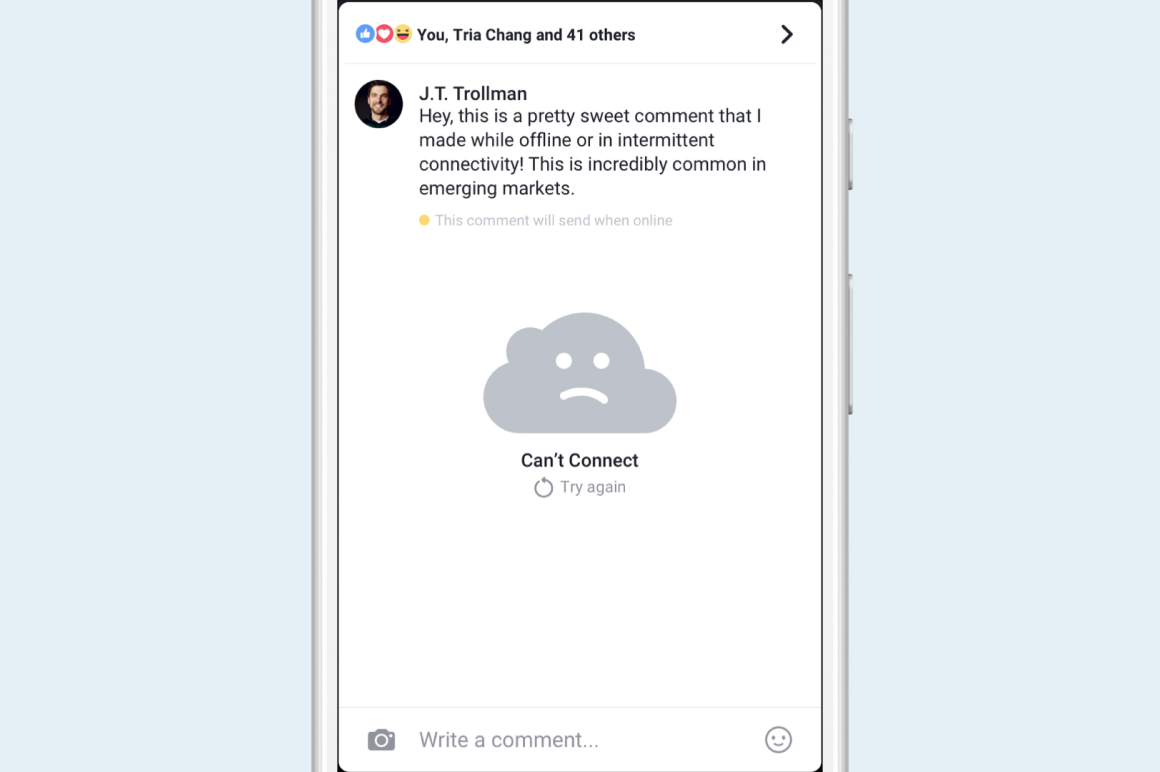 You, Tria Chang and 41 others
J.T. Trollman
Hey, this is a pretty sweet comment that I
made while offline or in intermittent
connectivity! This is incredibly common in
emerging markets.
This comment will send when online
Can’t Connect
Try again
Write a comment...